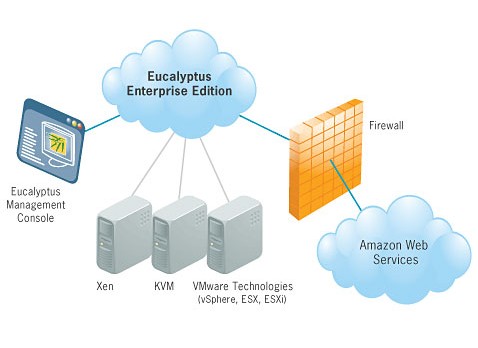 Eucalyptus
Enterprise Edition
Firewall
Eucalyptus
Management
Console
Amazon Web
Services
Xen
KVM
VMware Technologies
(vSphere, ESX, ESXi)